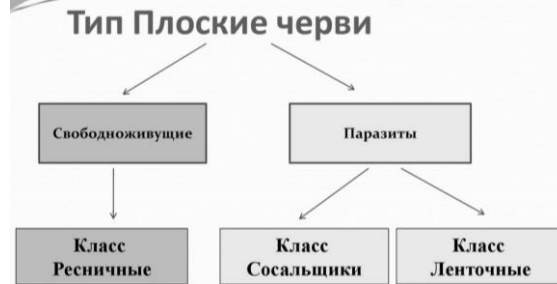 Тип Плоские черви
Свободноживущие
Паразиты
Класс
Ресничные
Класс
Сосальщики
Класс
Ленточные